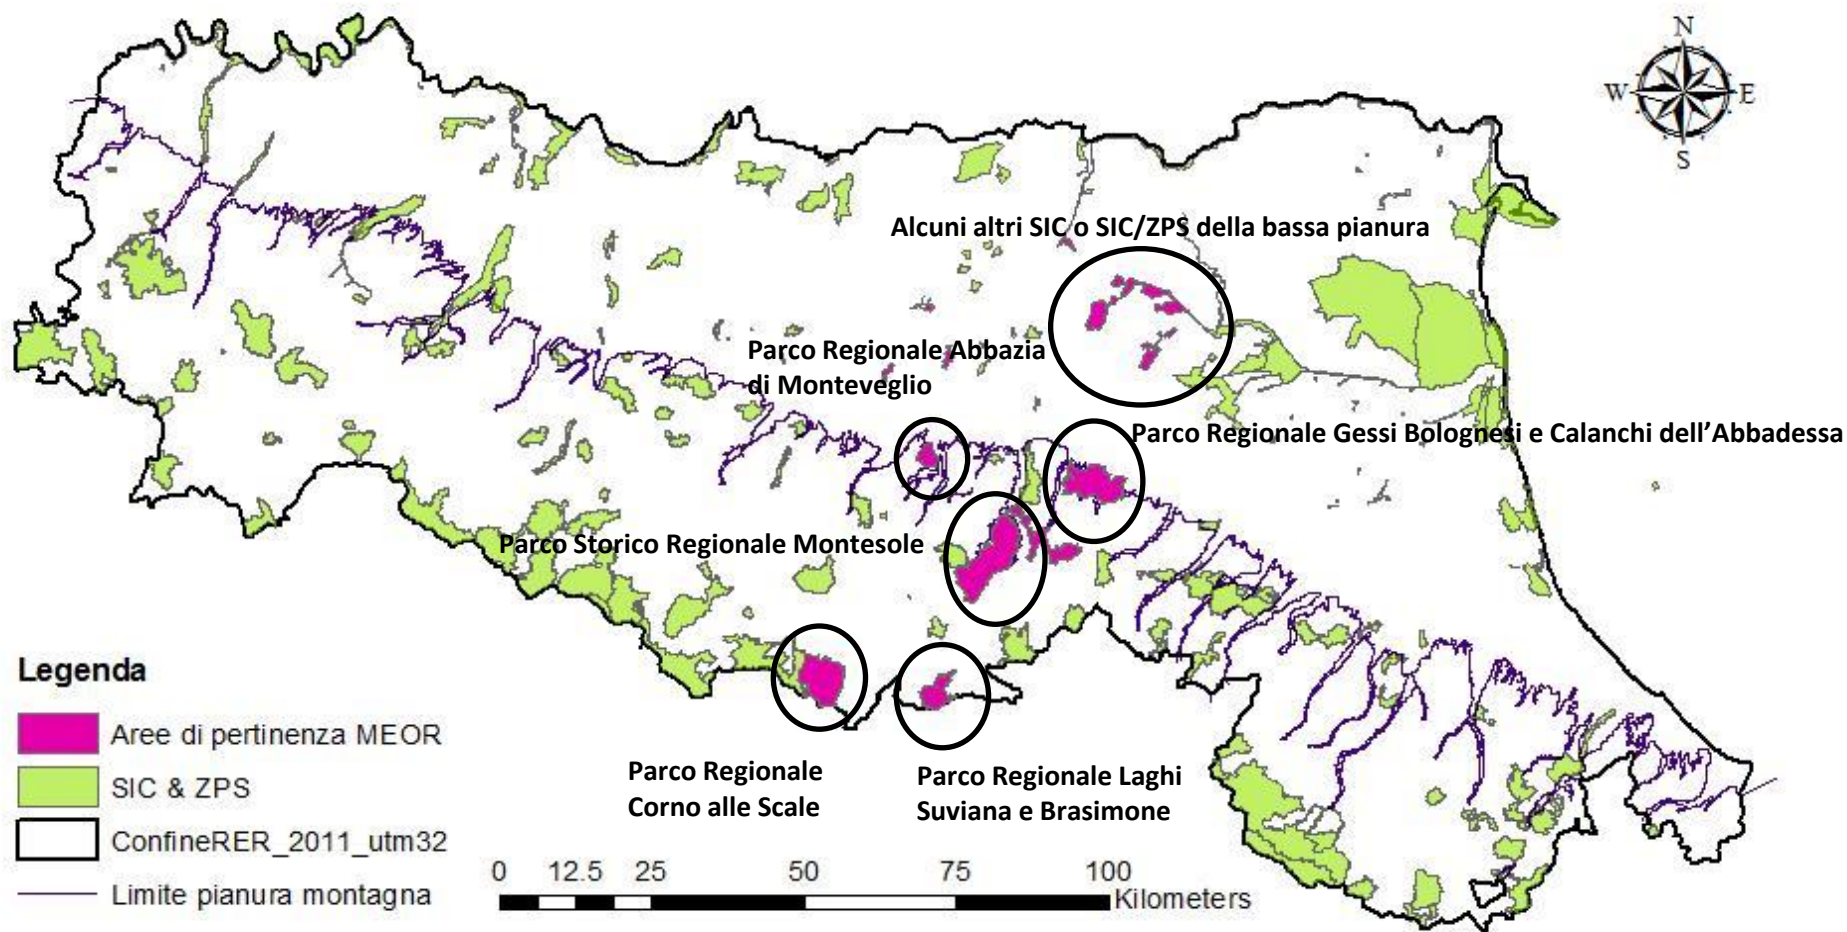 N
W E
S
Alcuni altri SIC o SIC/ZPS della bassa pianura
Parco Regionale Abbazia
di Monteveglio
Parco Regionale Gessi Bolognesi e Calanchi dell’Abbadessa
Parco Storico Regionale Montesole
Legenda
Aree di pertinenza MEOR
SIC & ZPS
ConfineRER_2011_utm32
Limite pianura montagna
Parco Regionale
Corno alle Scale
Parco Regionale Laghi
Suviana e Brasimone
0 12.5 25 50 75 100
Kilometers